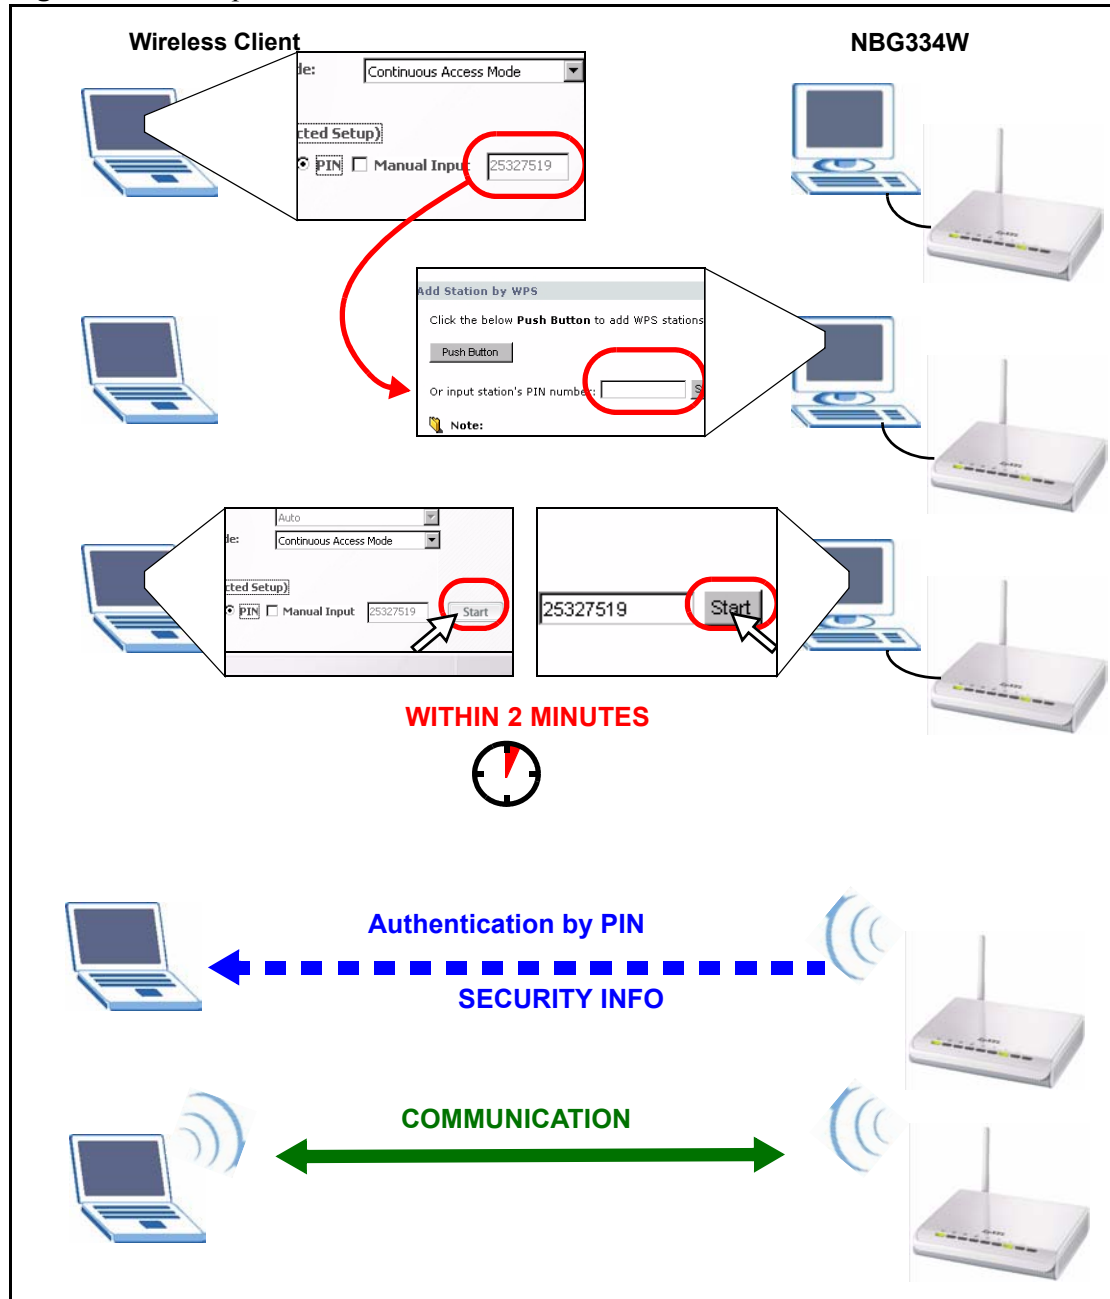 Wireless Client
NBG334W
de:
Continuous Access Mode
cted Setup)
PIN
Manual Input
25327519
Add Station by WPS
Click the below Push Button to add WPS stations
Push Button
Or input station's PIN number:
S
Note:
Auto
de:
Continuous Access Mode
cted Setup)
PIN
Manual Input
25327519
Start
25327519
Start
WITHIN 2 MINUTES
Authentication by PIN
SECURITY INFO
COMMUNICATION